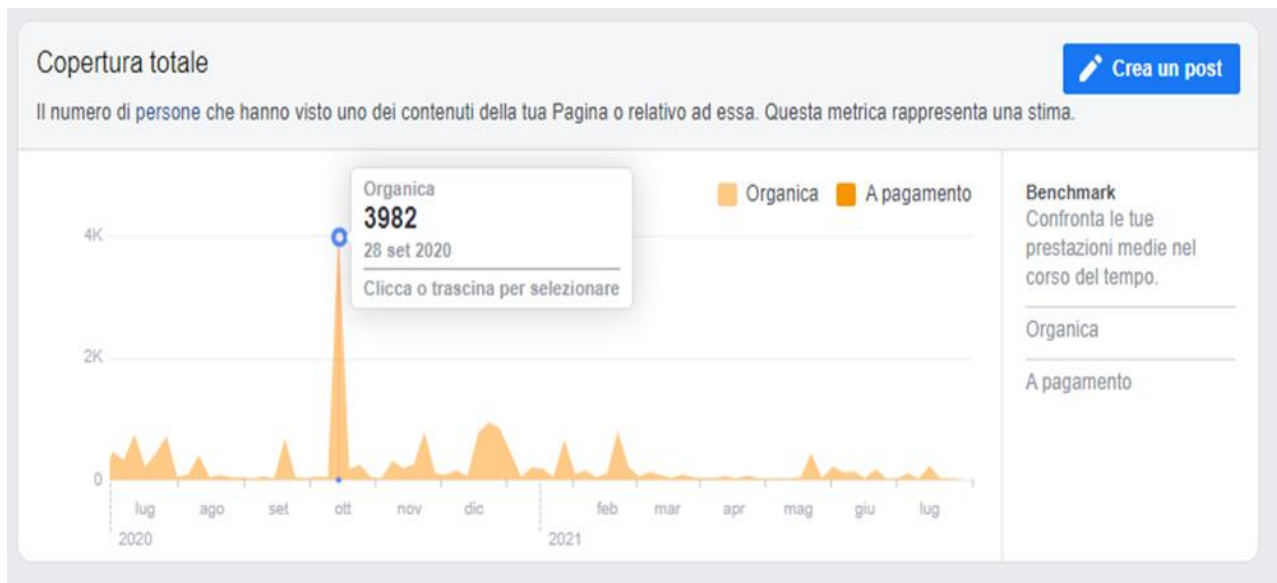 Copertura totale
Crea un post
Il numero di persone che hanno visto uno dei contenuti della tua Pagina o relativo ad essa. Questa metrica rappresenta una stima.
Organica
3982
28 set 2020
Clicca o trascina per selezionare
Organica A pagamento
4K
2K
0
lug ago set ott nov dic feb mar apr mag giu lug
2020 2021
Benchmark
Confronta le tue
prestazioni medie nel
corso del tempo.
Organica
A pagamento